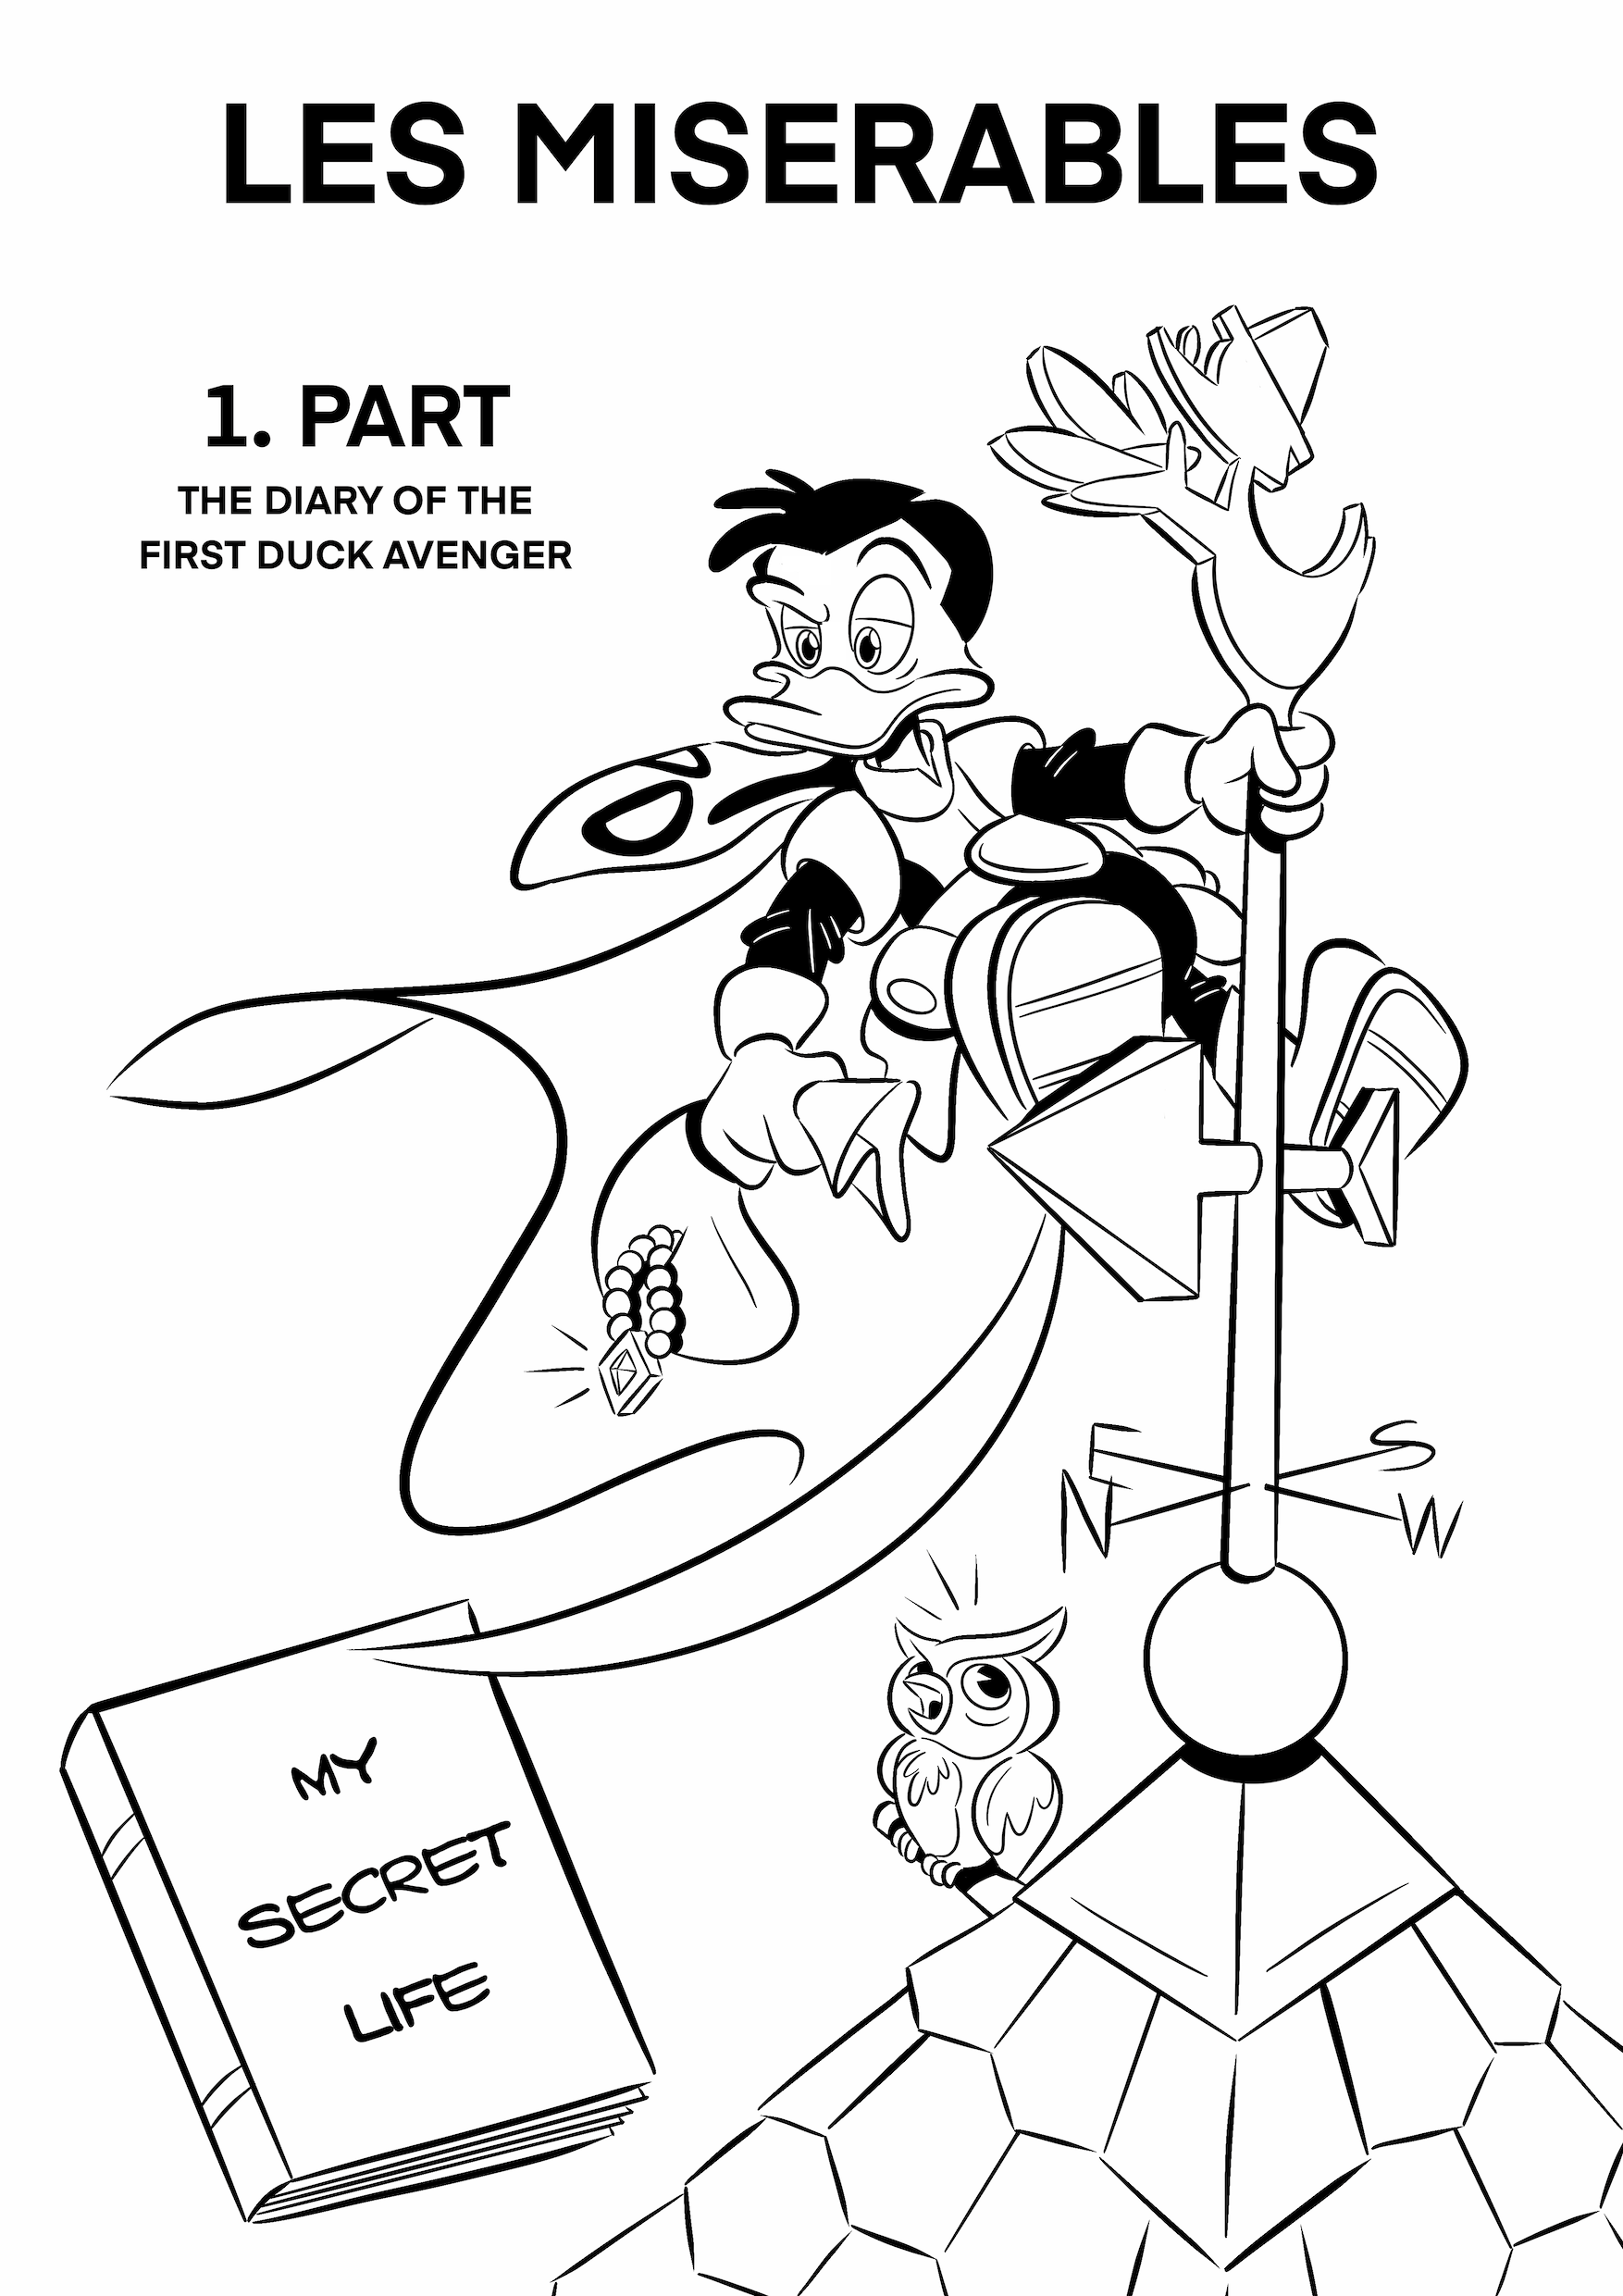 LES MISERABLES
1. PART
THE DIARY OF THE
FIRST DUCK AVENGER
E S
N W
MY
SECRET
LIFE